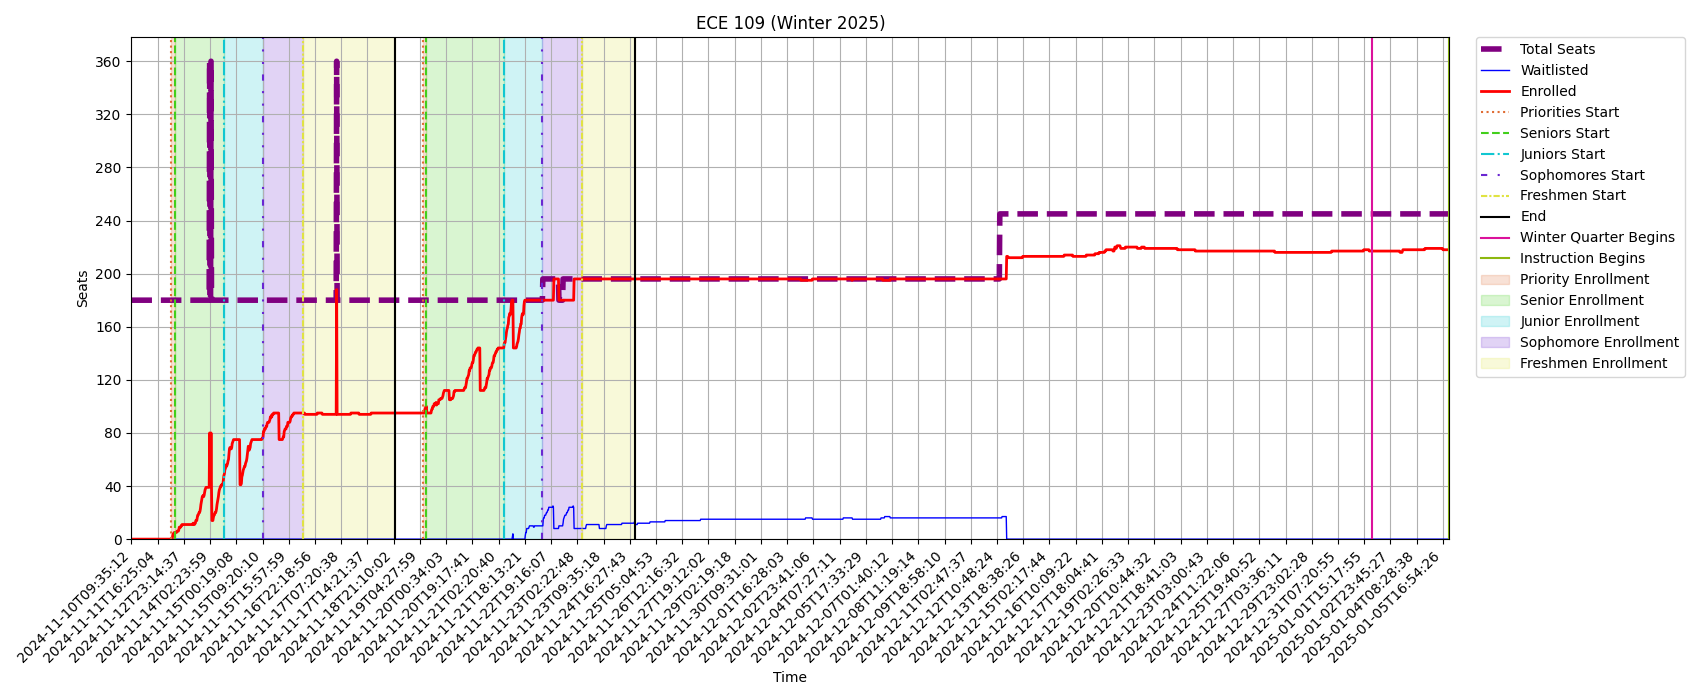 ECE 109 (Winter 2025)
Seats
360
320
280
240
200
160
120
80
40
0
2024-11-10T09:35:12
2024-11-11T16:25:04
2024-11-12T23:14:37
2024-11-14T02:23:59
2024-11-15T00:19:08
2024-11-15T09:20:10
2024-11-15T15:57:59
2024-11-16T22:18:56
2024-11-17T07:20:38
2024-11-17T14:21:37
2024-11-18T21:10:02
2024-11-19T04:27:59
2024-11-20T00:34:03
2024-11-21T02:17:41
2024-11-21T02:20:40
2024-11-21T18:13:21
2024-11-22T19:16:07
2024-11-23T02:22:48
2024-11-23T09:35:18
2024-11-24T16:27:43
2024-11-25T05:04:53
2024-11-26T12:16:32
2024-11-27T19:12:02
2024-11-29T02:19:18
2024-11-30T09:31:01
2024-12-01T16:28:03
2024-12-02T23:41:06
2024-12-04T07:27:11
2024-12-05T07:33:29
2024-12-07T01:40:12
2024-12-08T11:19:14
2024-12-09T18:58:10
2024-12-11T02:47:37
2024-12-12T10:48:24
2024-12-13T18:38:26
2024-12-15T02:17:44
2024-12-16T10:09:22
2024-12-17T18:04:41
2024-12-19T02:26:33
2024-12-20T10:44:32
2024-12-21T18:41:03
2024-12-23T03:00:43
2024-12-24T11:22:06
2024-12-25T19:40:52
2024-12-27T03:36:11
2024-12-29T23:02:28
2024-12-31T07:20:55
2025-01-01T15:17:55
2025-01-02T23:45:27
2025-01-04T08:28:38
2025-01-05T16:54:26
Time
Total Seats
Waitlisted
Enrolled
Priorities Start
Seniors Start
Juniors Start
Sophomores Start
Freshmen Start
End
Winter Quarter Begins
Instruction Begins
Priority Enrollment
Senior Enrollment
Junior Enrollment
Sophomore Enrollment
Freshmen Enrollment